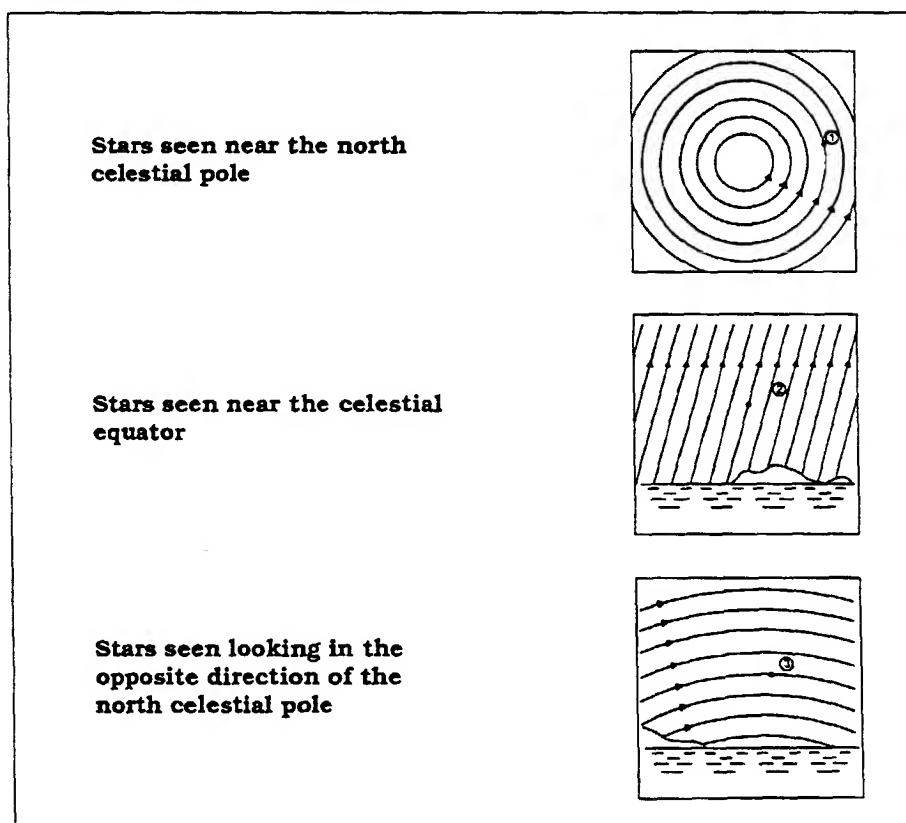 Stars seen near the north
celestial pole
①
Stars seen near the celestial
equator
②
Stars seen looking in the
opposite direction of the
north celestial pole
③